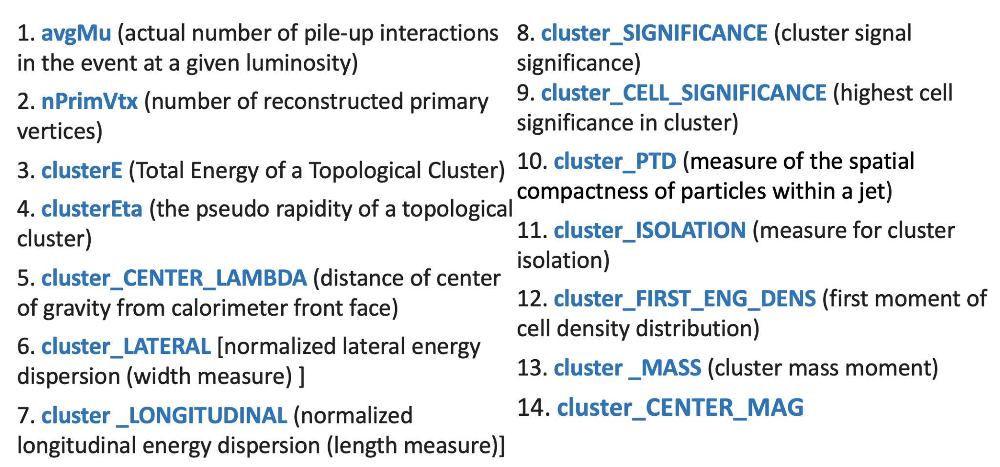 1. avgMu (actual number of pile-up interactions
in the event at a given luminosity)
2. nPrimVtx (number of reconstructed primary
vertices)
3. clusterE (Total Energy of a Topological Cluster)
4. clusterEta (the pseudo rapidity of a topological
cluster)
5. cluster_CENTER_LAMBDA (distance of center
of gravity from calorimeter front face)
6. cluster_LATERAL [normalized lateral energy
dispersion (width measure) ]
7. cluster _LONGITUDINAL (normalized
longitudinal energy dispersion (length measure)]
8. cluster_SIGNIFICANCE (cluster signal
significance)
9. cluster_CELL_SIGNIFICANCE (highest cell
significance in cluster)
10. cluster_PTD (measure of the spatial
compactness of particles within a jet)
11. cluster_ISOLATION (measure for cluster
isolation)
12. cluster_FIRST_ENG_DENS (first moment of
cell density distribution)
13. cluster _MASS (cluster mass moment)
14. cluster_CENTER_MAG